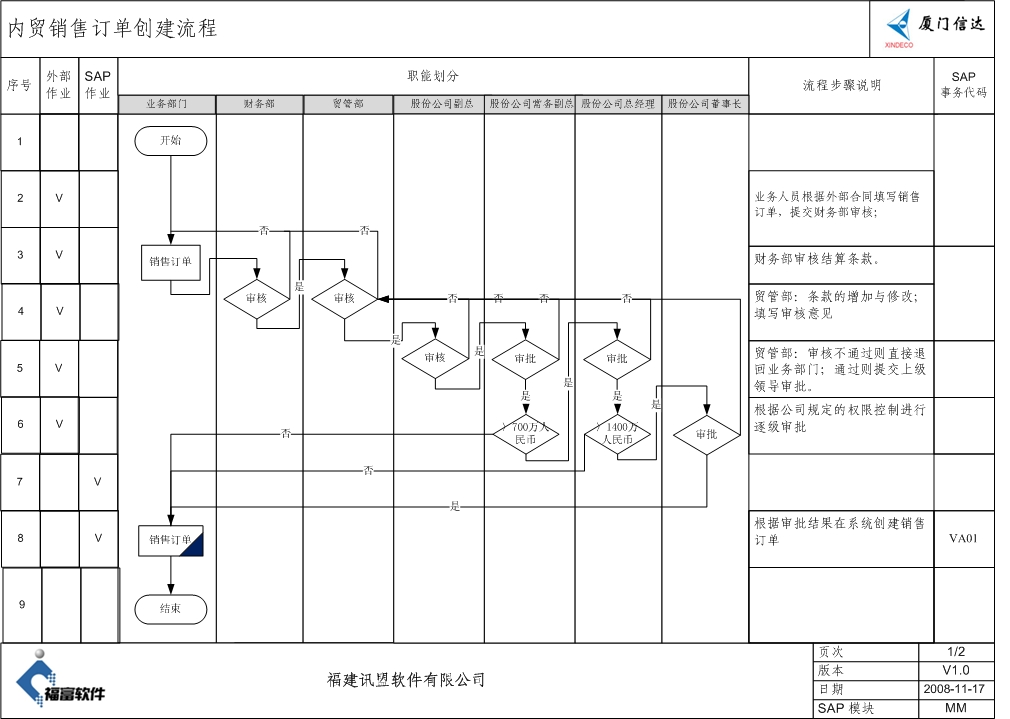 内贸销售订单创建流程
厦门信达
XINDECO
序号
外部
作业
SAP
作业
职能划分
流程步骤说明
SAP
事务代码
业务部门
财务部
贸管部
股份公司副总
股份公司常务副总
股份公司总经理
股份公司董事长
1
开始
2
V
业务人员根据外部合同填写销售
订单，提交财务部审核；
否
否
3
V
销售订单
财务部审核结算条款。
4
V
审核
是
审核
否
否
否
否
贸管部：条款的增加与修改；
填写审核意见
5
V
是
审核
是
审批
是
审批
是
是
是
贸管部：审核不通过则直接退
回业务部门；通过则提交上级
领导审批。
6
V
否
〉700万人
民币
〉1400万
人民币
审批
根据公司规定的权限控制进行
逐级审批
7
V
否
是
8
V
销售订单
根据审批结果在系统创建销售
订单
VA01
9
结束
福富软件
福建讯盟软件有限公司
页次
1/2
版本
V1.0
日期
2008-11-17
SAP 模块
MM